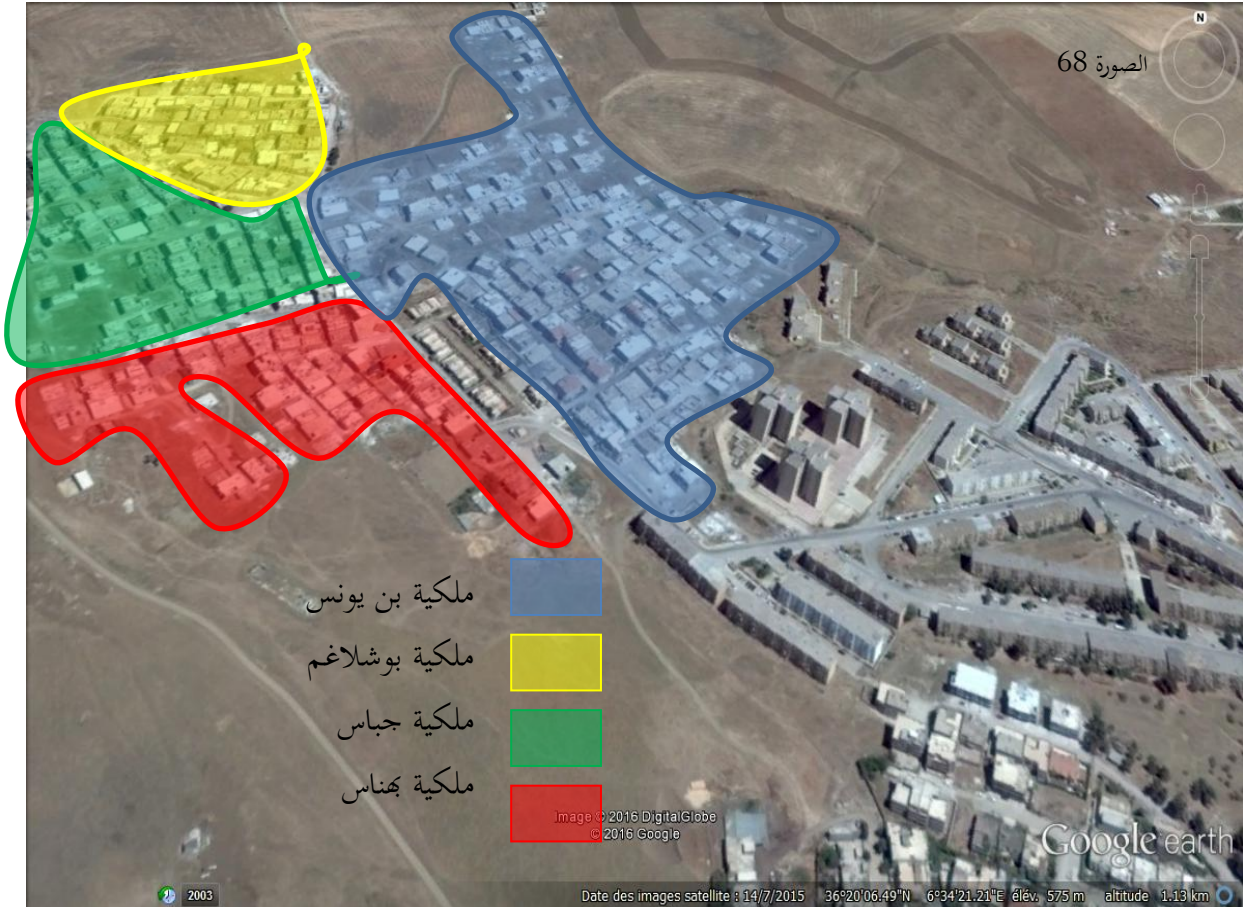 N
الصورة 68
ملكية بن يونس
ملكية بوشلاغم
ملكية جباس
ملكية بهناس
Image © 2016 DigitalGlobe
© 2016 Google
Google earth
2003
Date des images satellite : 14/7/2015 36°20'06.49"N 6°34'21.21"E élév. 575 m altitude 1.13 km